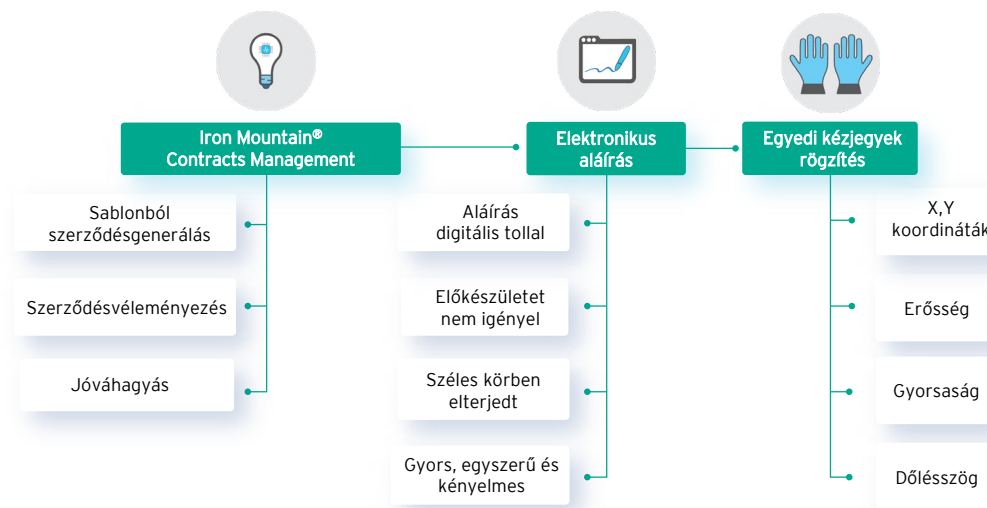 Iron Mountain®
Contracts Management
Sablonból
szerződésgenerálás
Szerződésvéleményezés
Jóváhagyás
Elektronikus
aláírás
Aláírás
digitális tollal
Előkészületet
nem igényel
Széles körben
elterjedt
Gyors, egyszerű és
kényelmes
Egyedi kézjegyek
rögzítés
X,Y
koordináták
Erősség
Gyorsaság
Dőlésszög